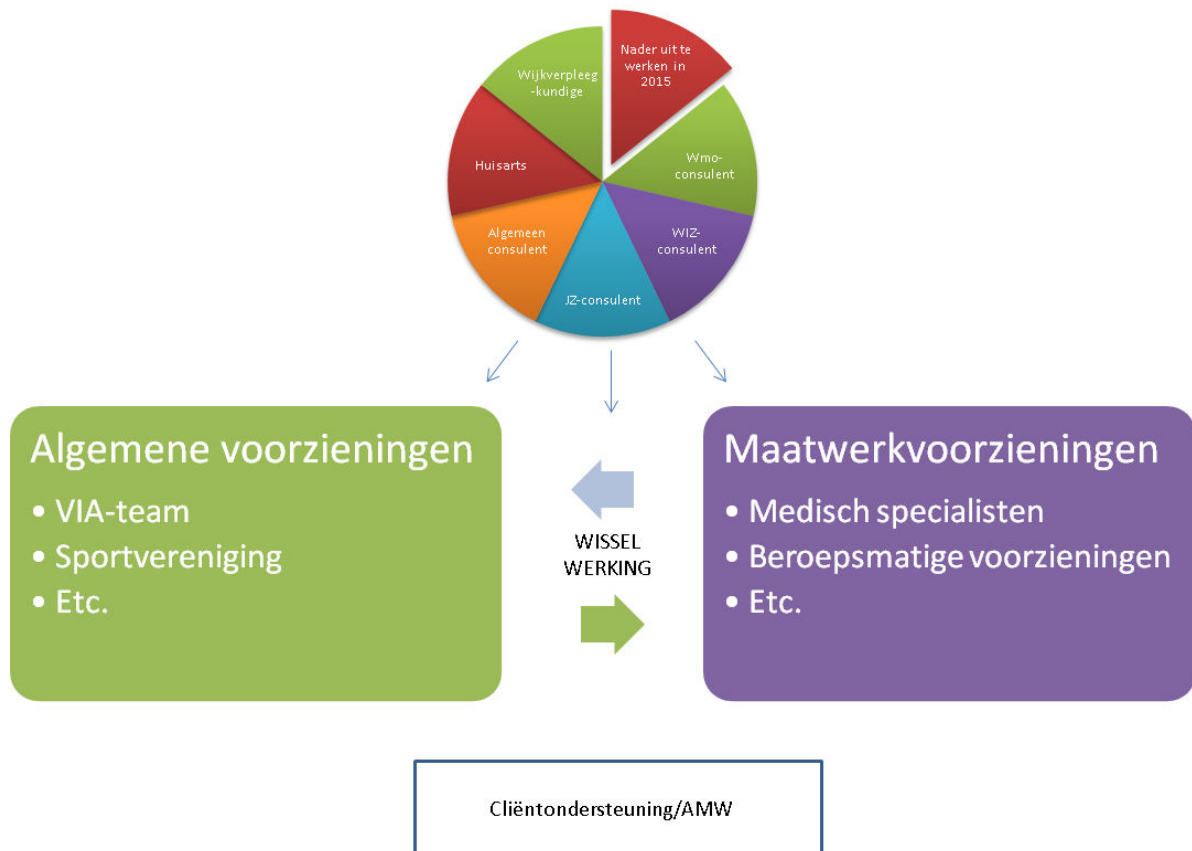 Nader uit te
werken in
2015
Wijkverpleeg
-kundige
Wmo-
consulent
Huisarts
WIZ-
consulent
Algemeen
consulent
JZ-consulent
Algemene voorzieningen
• VIA-team
• Sportvereniging
• Etc.
WISSEL
WERKING
Maatwerkvoorzieningen
• Medisch specialisten
• Beroepsmatige voorzieningen
• Etc.
Cliëntondersteuning/AMW